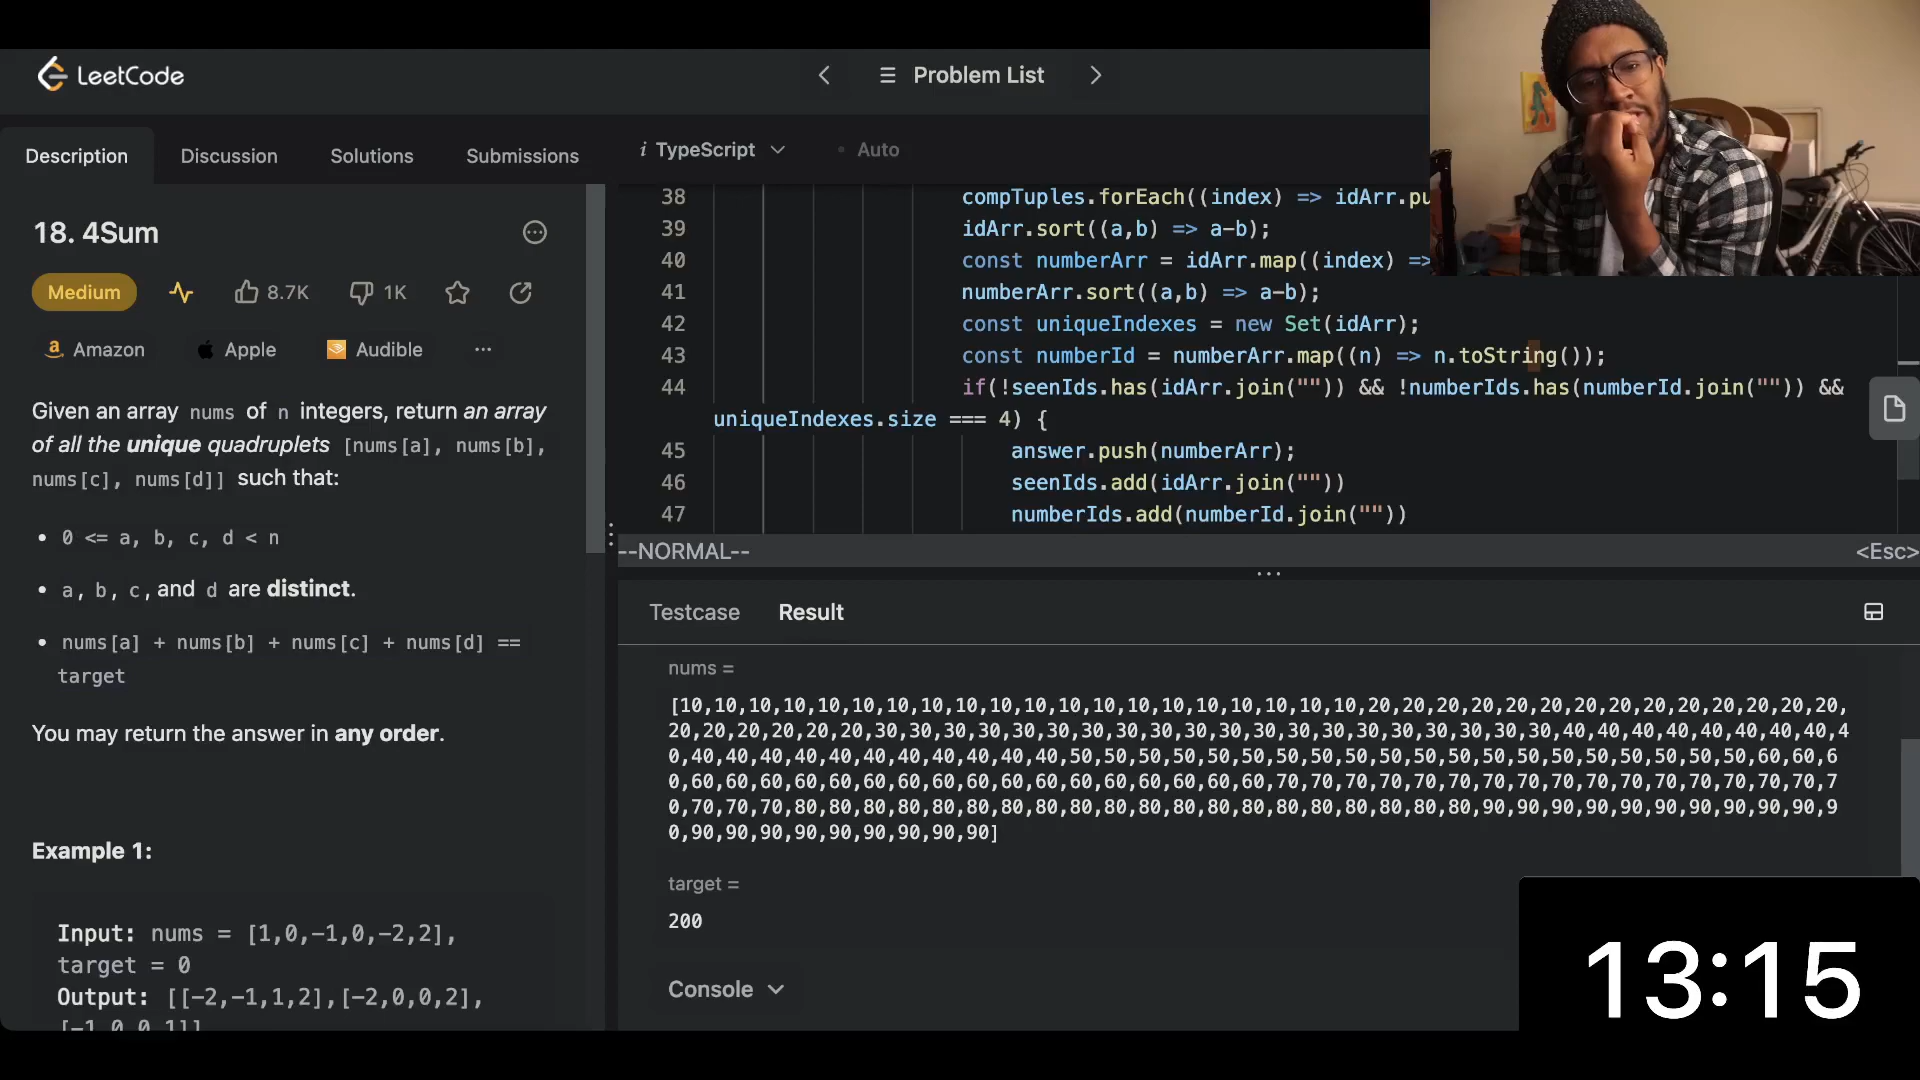 LeetCode
Problem List
Description
Discussion
Solutions
Submissions
i TypeScript
• Auto
18. 4Sum
Medium
8.7K
1K
a Amazon
Apple
Audible
...
Given an array nums of n integers, return an array
of all the unique quadruplets [nums[a], nums[b],
nums[c], nums[d]] such that:
• 0 <= a, b, c, d < n
• a, b, c, and d are distinct.
• nums[a] + nums[b] + nums[c] + nums[d] ==
target
You may return the answer in any order.
Example 1:
Input: nums = [1,0,-1,0,-2,2],
target = 0
Output: [[-2,-1,1,2],[-2,0,0,2],
[-1,0,0,1]]
38 compTuples.forEach((index) => idArr.pu
39 idArr.sort((a,b) => a-b);
40 const numberArr = idArr.map((index) =>
41 numberArr.sort((a,b) => a-b);
42 const uniqueIndexes = new Set(idArr);
43 const numberId = numberArr.map((n) => n.toString());
44 if(!seenIds.has(idArr.join("")) && !numberIds.has(numberId.join("")) &&
uniqueIndexes.size === 4) {
45 answer.push(numberArr);
46 seenIds.add(idArr.join(""))
47 numberIds.add(numberId.join(""))
--NORMAL--
<Esc>
Testcase
Result
nums =
[10,10,10,10,10,10,10,10,10,10,10,10,10,10,10,10,10,10,10,10,20,20,20,20,20,20,20,20,20,20,20,20,20,20,
20,20,20,20,20,20,30,30,30,30,30,30,30,30,30,30,30,30,30,30,30,30,30,30,30,30,40,40,40,40,40,40,40,40,4
0,40,40,40,40,40,40,40,40,40,40,40,50,50,50,50,50,50,50,50,50,50,50,50,50,50,50,50,50,50,50,50,60,60,6
0,60,60,60,60,60,60,60,60,60,60,60,60,60,60,60,60,60,60,70,70,70,70,70,70,70,70,70,70,70,70,70,70,70,7
0,70,70,70,80,80,80,80,80,80,80,80,80,80,80,80,80,80,80,80,80,80,80,80,90,90,90,90,90,90,90,90,90,90,9
0,90,90,90,90,90,90,90,90,90]
target =
200
Console
13:15